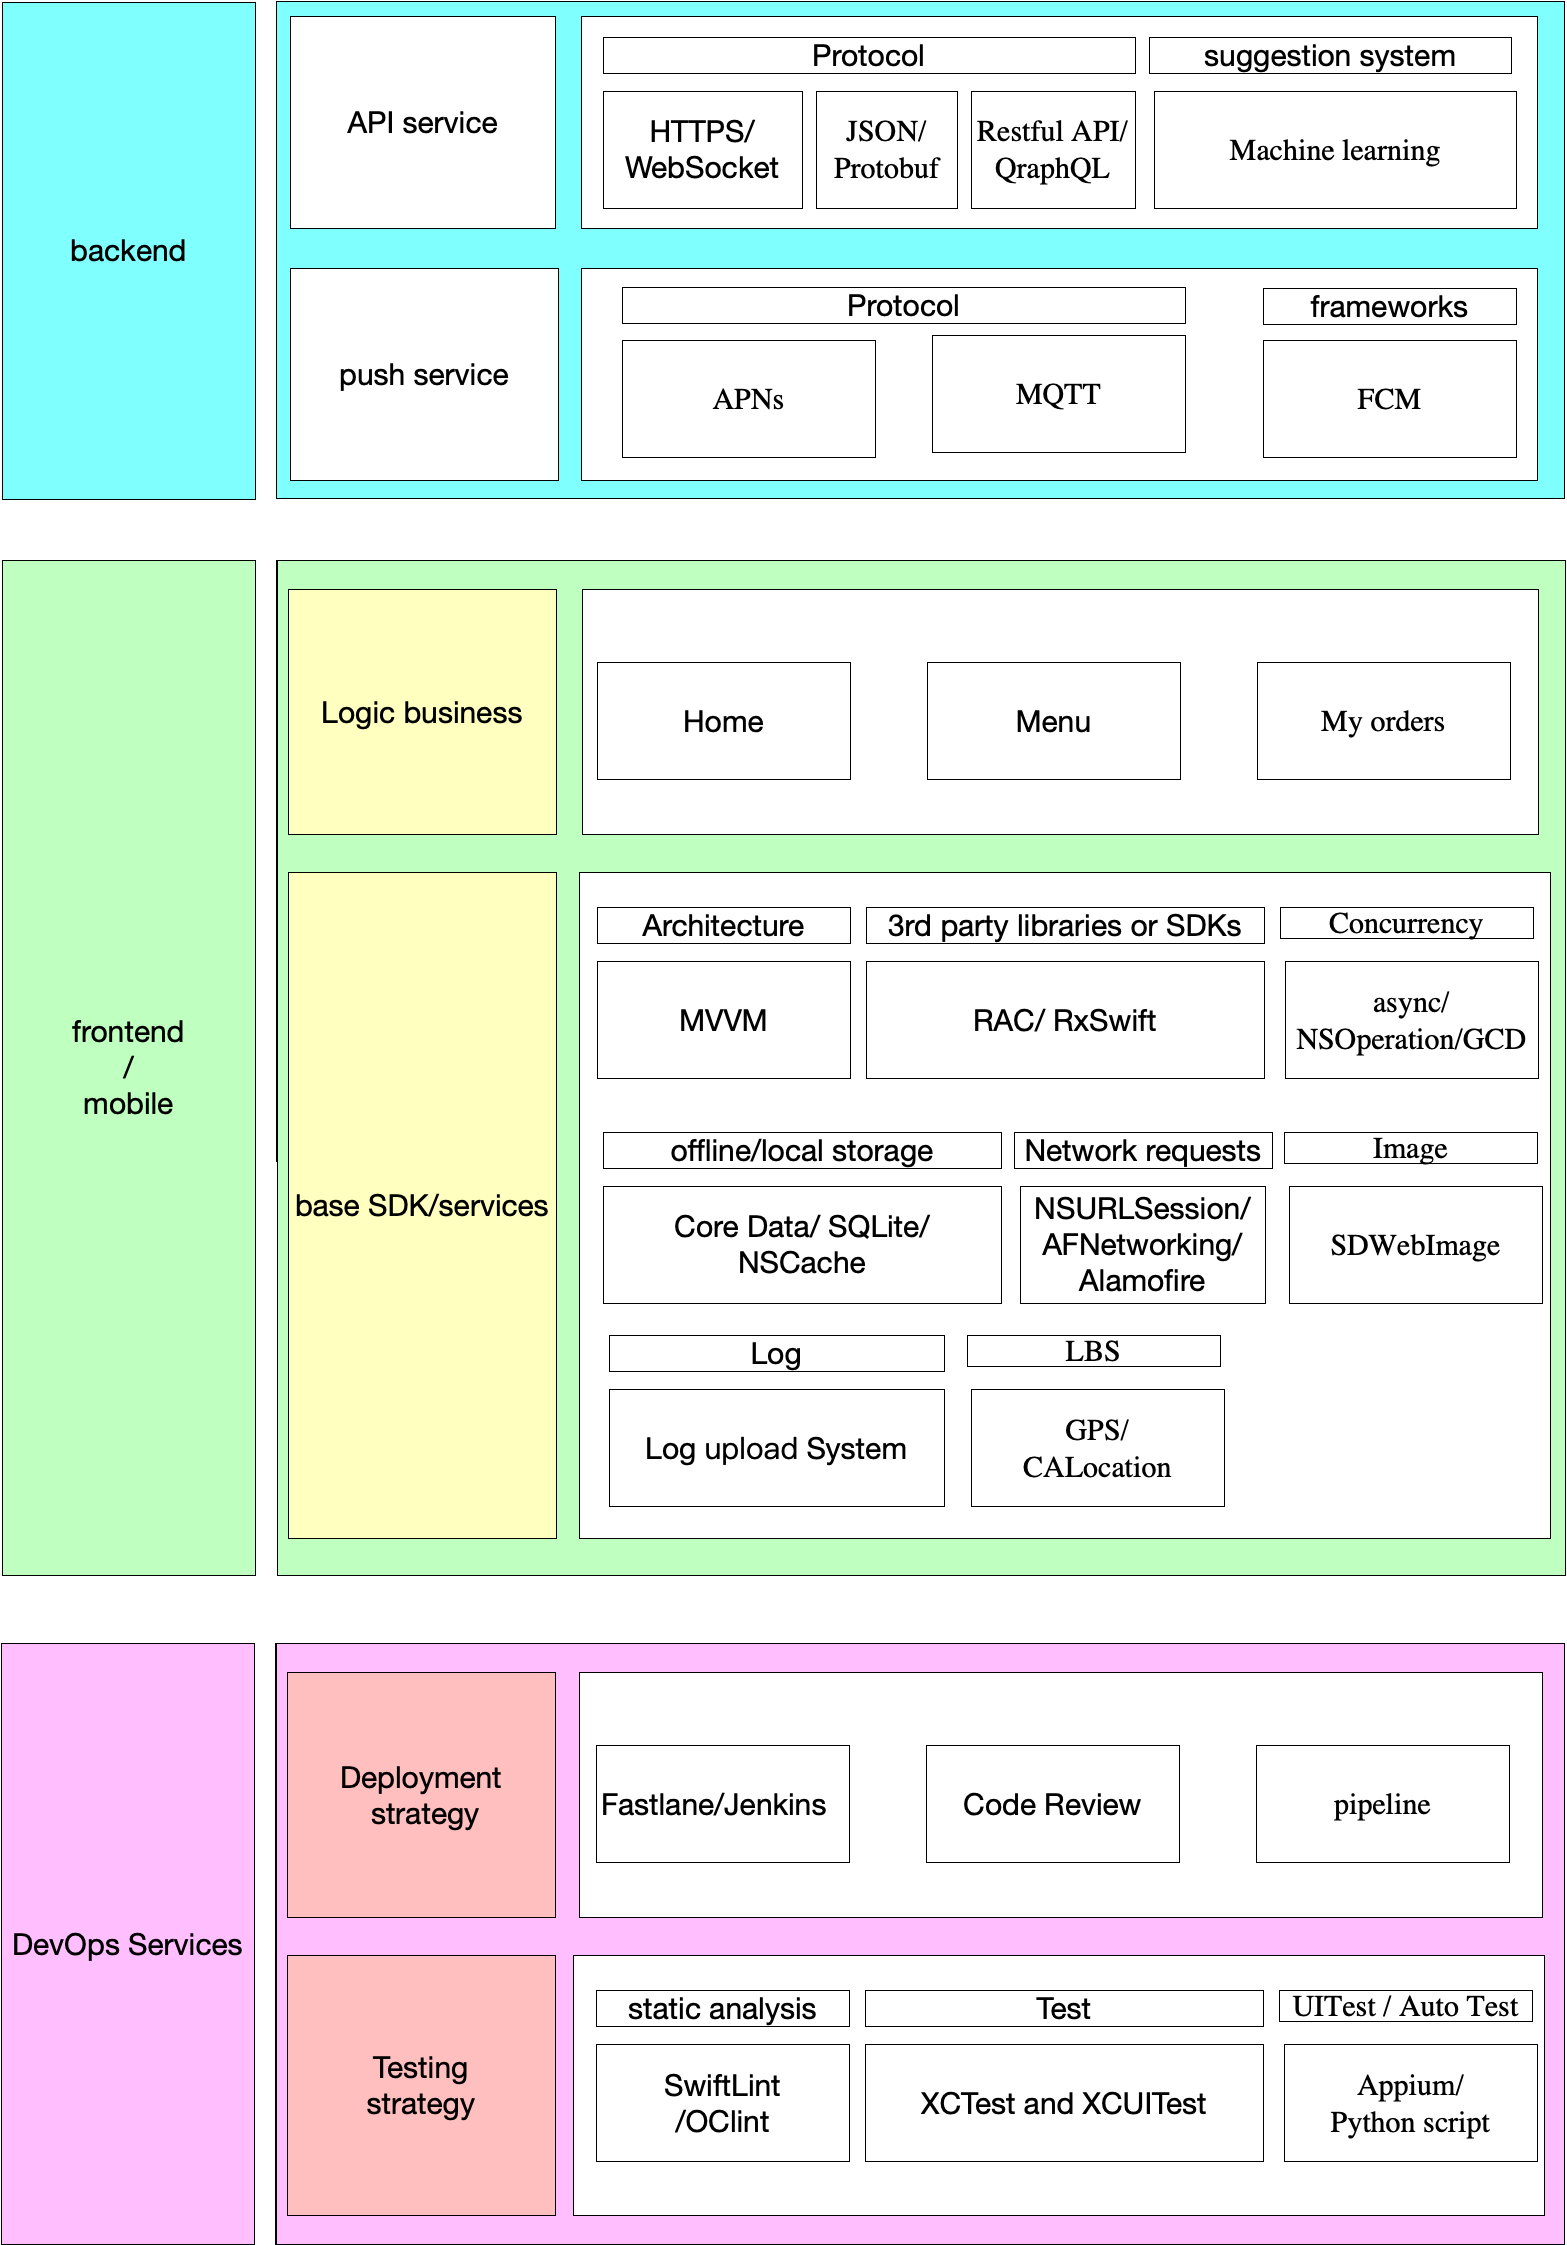 backend
API service
Protocol
suggestion system
HTTPS/
WebSocket
JSON/
Protobuf
Restful API/
QraphQL
Machine learning
push service
Protocol
frameworks
APNs
MQTT
FCM
frontend
/
mobile
Logic business
Home
Menu
My orders
base SDK/services
Architecture
3rd party libraries or SDKs
Concurrency
MVVM
RAC/ RxSwift
async/
NSOperation/GCD
offline/local storage
Network requests
Image
Core Data/ SQLite/
NSCache
NSURLSession/
AFNetworking/
Alamofire
SDWebImage
Log
LBS
Log upload System
GPS/
CALocation
DevOps Services
Deployment
strategy
Fastlane/Jenkins
Code Review
pipeline
Testing
strategy
static analysis
Test
UITest / Auto Test
SwiftLint
/OClint
XCTest and XCUITest
Appium/
Python script